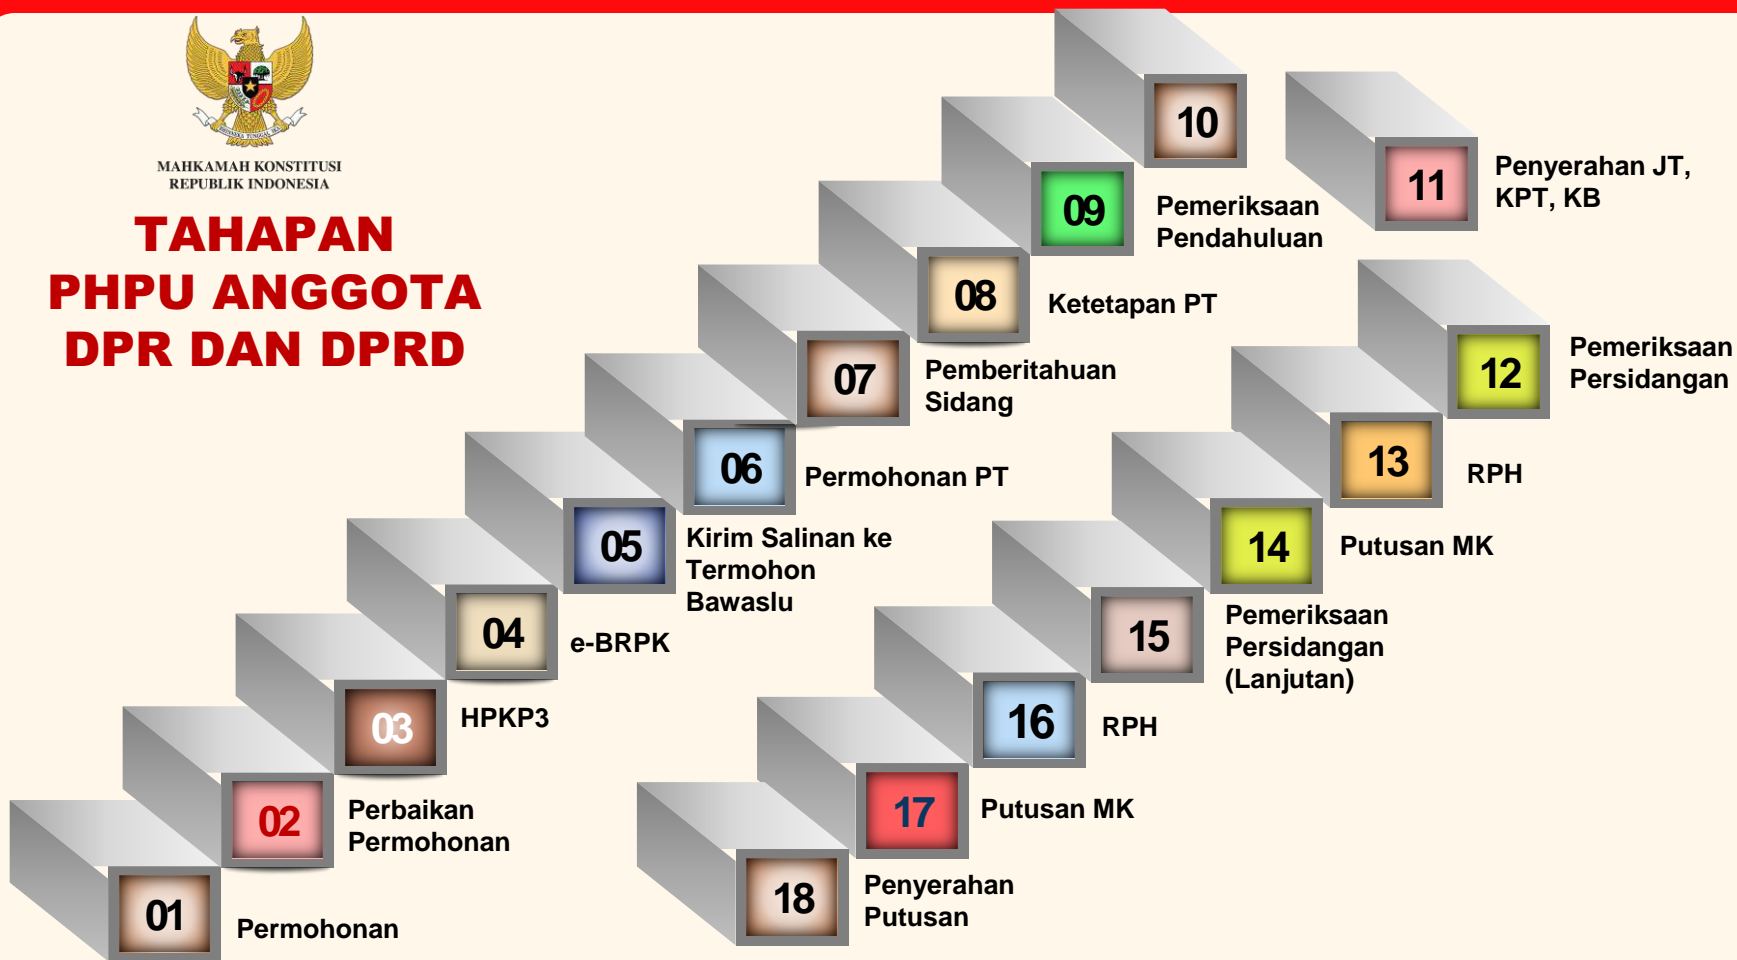 MAHKAMAH KONSTITUSI
REPUBLIK INDONESIA
TAHAPAN
PHPU ANGGOTA
DPR DAN DPRD
01
Permohonan
02
Perbaikan
Permohonan
03
HPKP3
04
e-BRPK
05
Kirim Salinan ke
Termohon
Bawaslu
06
Permohonan PT
07
Pemberitahuan
Sidang
08
Ketetapan PT
09
Pemeriksaan
Pendahuluan
10
11
Penyerahan JT,
KPT, KB
12
Pemeriksaan
Persidangan
13
RPH
14
Putusan MK
15
Pemeriksaan
Persidangan
(Lanjutan)
16
RPH
17
Putusan MK
18
Penyerahan
Putusan